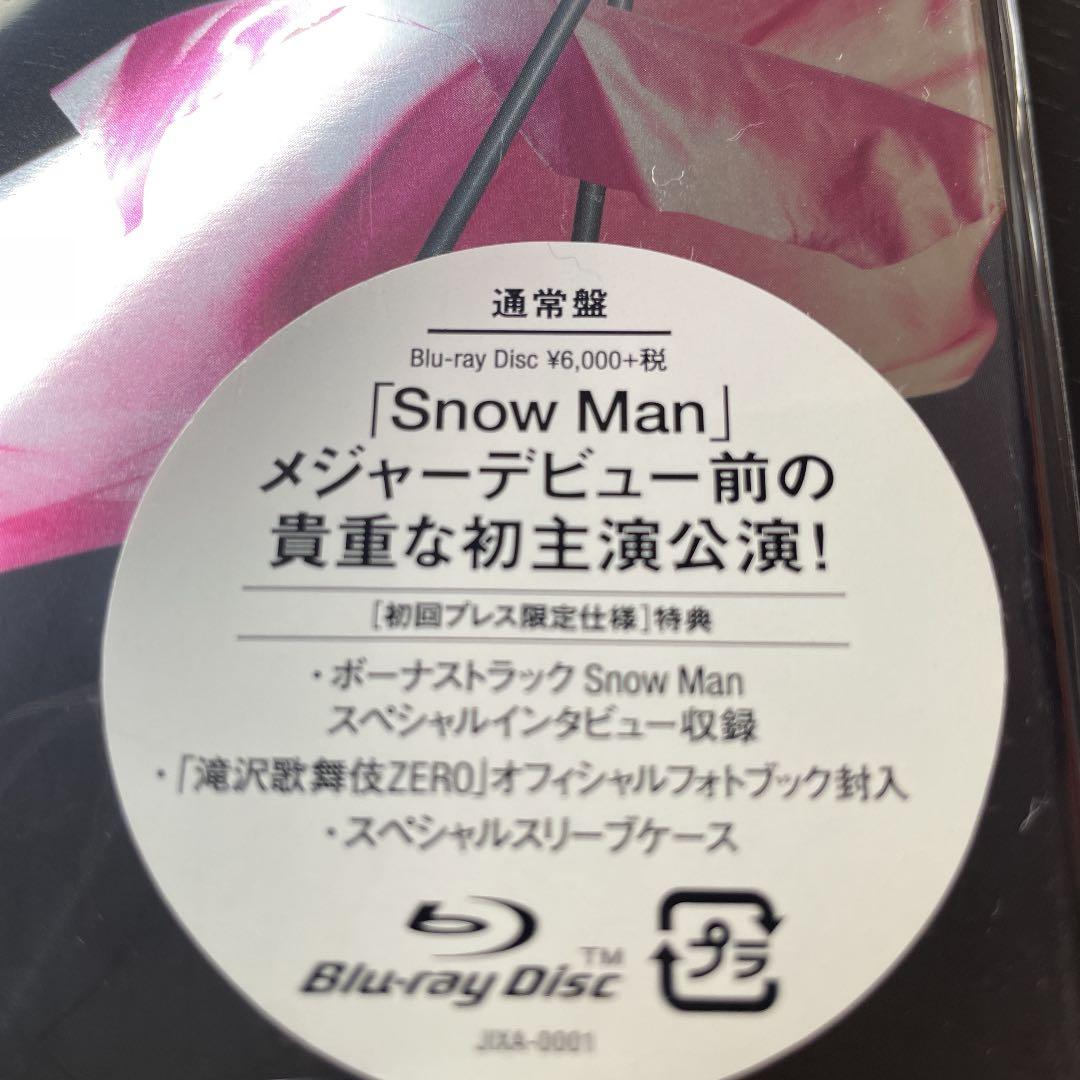 通常盤
Blu-ray Disc ¥6,000+税
「Snow Man」
メジャーデビュー前の
貴重な初主演公演!
[初回プレス限定仕様]特典
・ボーナストラック Snow Man
スペシャルインタビュー収録
・「滝沢歌舞伎ZERO」オフィシャルフォトブック封入
・スペシャルスリーブケース
Blu-ray Disc™
プラ
JIXA-0001